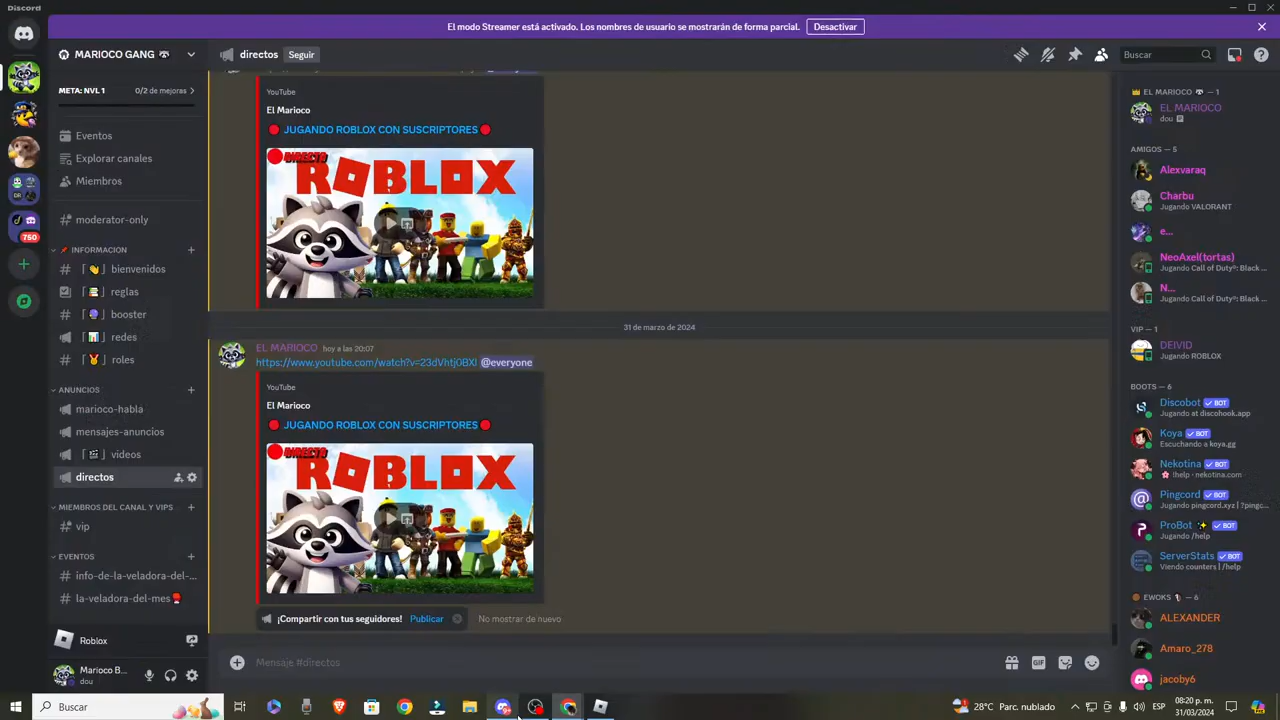 Discord
El modo Streamer está activado. Los nombres de usuario se mostrarán de forma parcial.
Desactivar
MARIOCO GANG
META: NVL 1
0/2 de mejoras
Eventos
Explorar canales
Miembros
moderator-only
INFORMACION
bienvenidos
reglas
booster
redes
roles
ANUNCIOS
marioco-habla
mensajes-anuncios
videos
directos
MIEMBROS DEL CANAL Y VIPS
vip
EVENTOS
info-de-la-veladora-del-...
la-veladora-del-mes
Roblox
Marioco B...
dou
750
directos
Seguir
Buscar
YouTube
El Marioco
JUGANDO ROBLOX CON SUSCRIPTORES
DIRECTO
ROBLOX
31 de marzo de 2024
EL MARIOCO hoy a las 20:07
https://www.youtube.com/watch?v=23dVhtj0BXI @everyone
YouTube
El Marioco
JUGANDO ROBLOX CON SUSCRIPTORES
DIRECTO
ROBLOX
¡Compartir con tus seguidores! Publicar
No mostrar de nuevo
Mensaje #directos
GIF
EL MARIOCO — 1
EL MARIOCO
dou
AMIGOS — 5
Alexvaraq
Charbu
Jugando VALORANT
e...
NeoAxel(tortas)
Jugando Call of Duty®: Black ...
N...
Jugando Call of Duty®: Black ...
VIP — 1
DEIVID
Jugando ROBLOX
BOOTS — 6
Discobot BOT
Jugando at discohook.app
Koya BOT
Escuchando a koya.gg
Nekotina BOT
!help · nekotina.com
Pingcord BOT
Jugando pingcord.xyz | ?pingc...
ProBot BOT
Jugando /help
ServerStats BOT
Viendo counters | /help
EWOKS — 6
ALEXANDER
Amaro_278
jacoby6
Buscar
28°C Parc. nublado
ESP
08:20 p. m.
31/03/2024